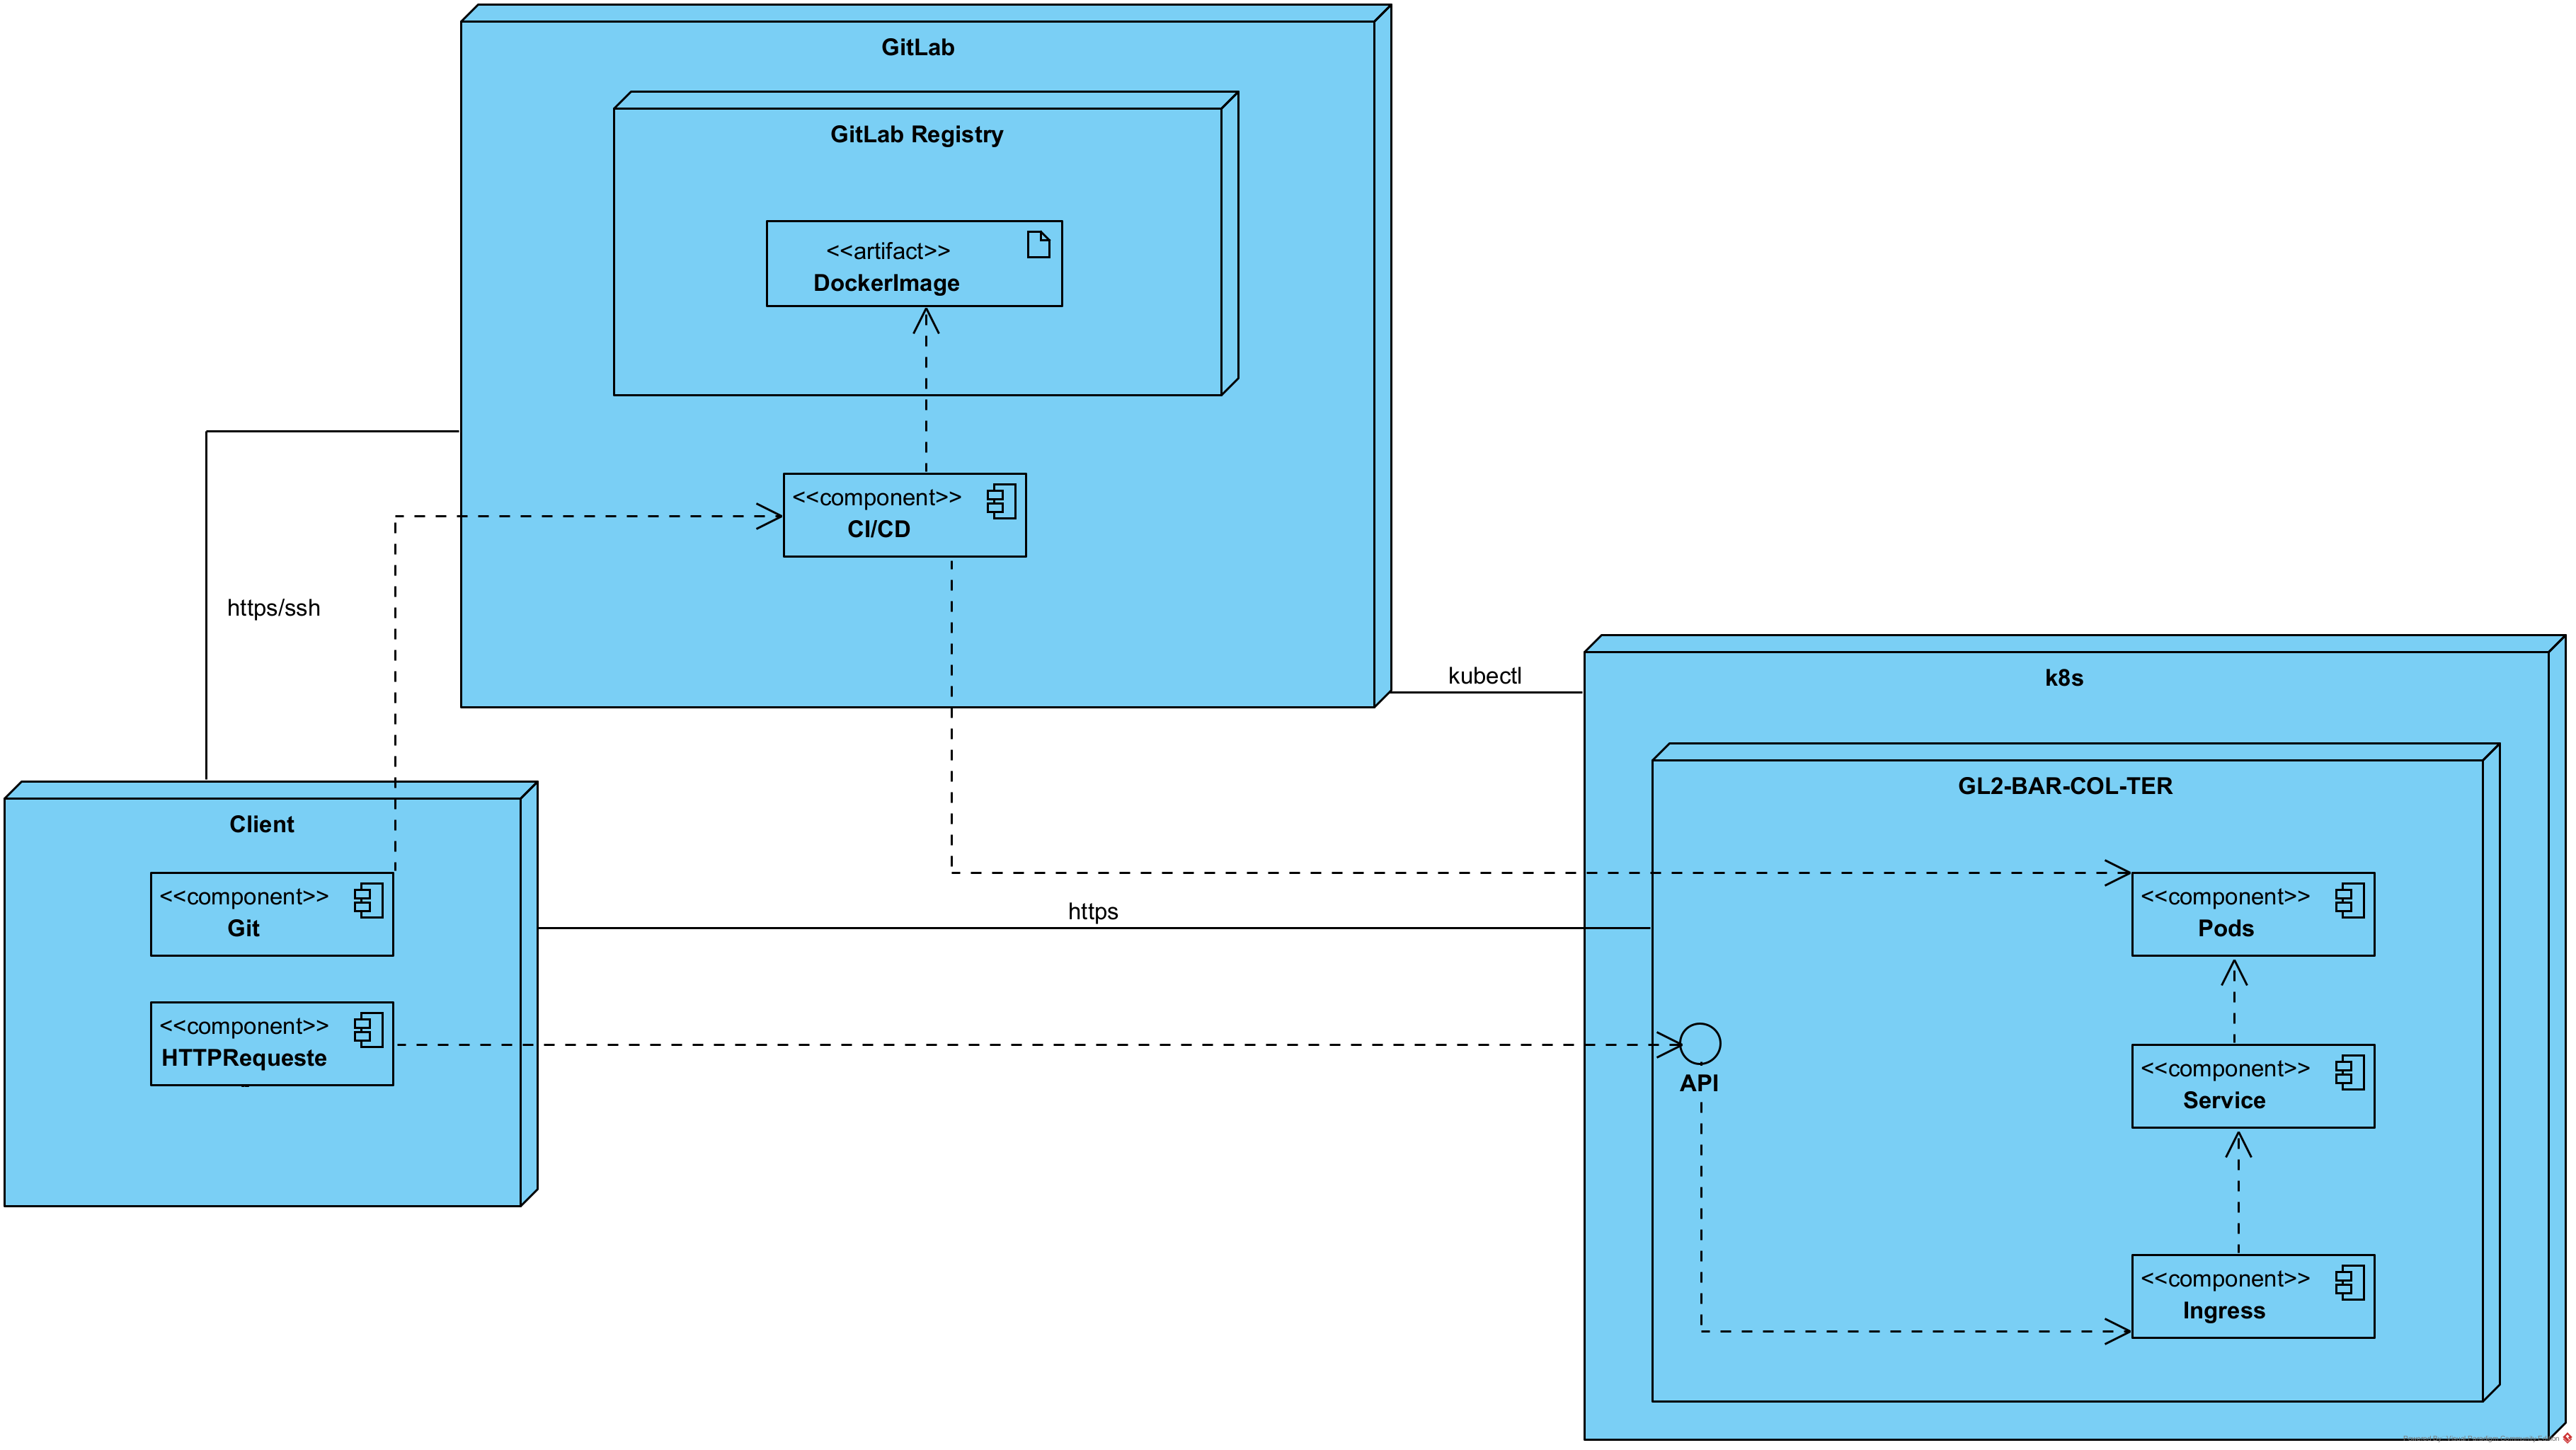 GitLab
GitLab Registry
<<artifact>>
DockerImage
<<component>>
CI/CD
https/ssh
kubectl
k8s
GL2-BAR-COL-TER
Client
<<component>>
Git
https
<<component>>
Pods
<<component>>
HTTPRequeste
API
<<component>>
Service
<<component>>
Ingress